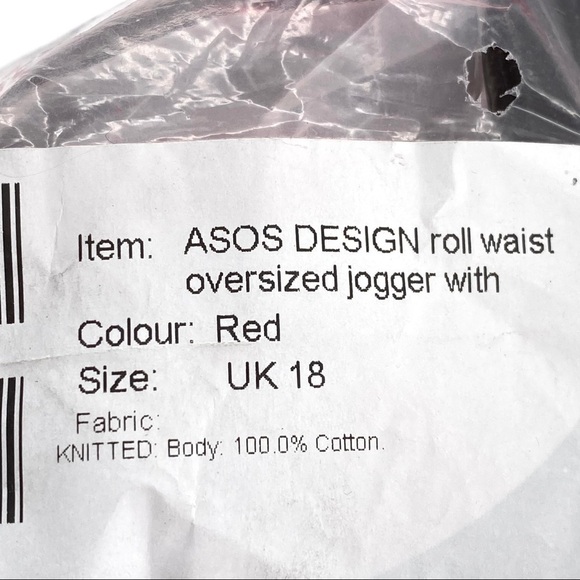 Item: ASOS DESIGN roll waist
oversized jogger with
Colour: Red
Size: UK 18
Fabric:
KNITTED: Body: 100.0% Cotton.